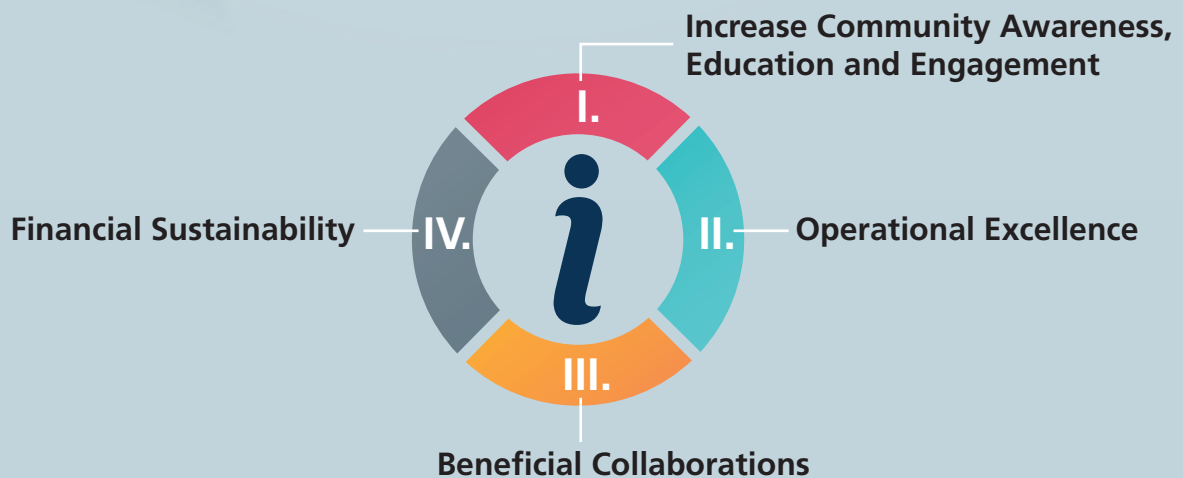 Increase Community Awareness,
Education and Engagement
I.
Financial Sustainability
IV.
i
II.
Operational Excellence
III.
Beneficial Collaborations